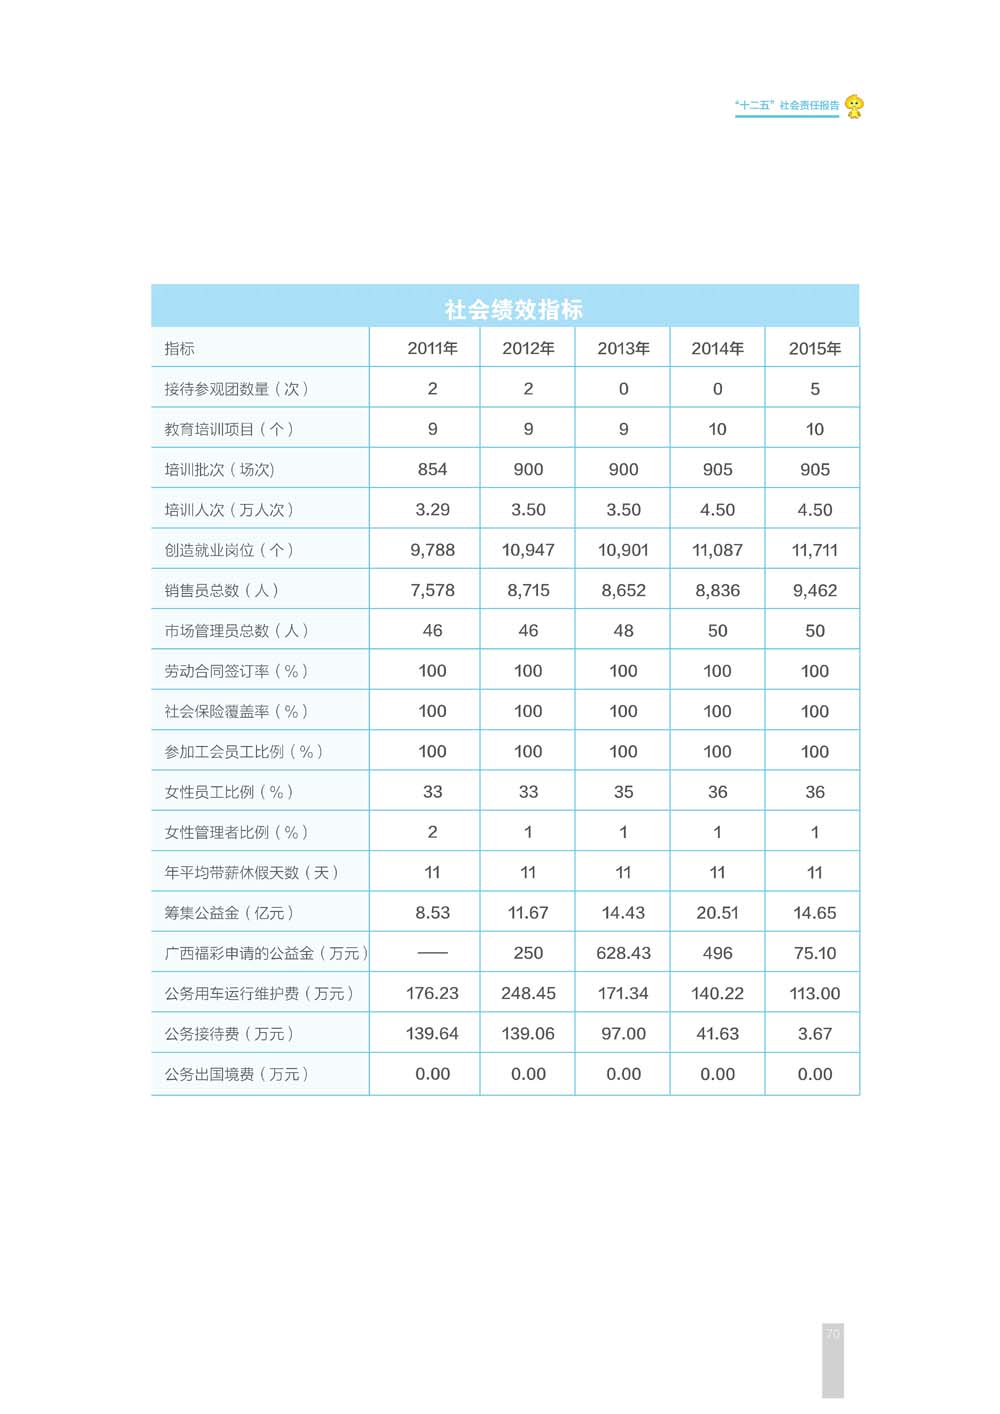 “十二五”社会责任报告
社会绩效指标
指标 2011年 2012年 2013年 2014年 2015年
接待参观团数量（次） 2 2 0 0 5
教育培训项目（个） 9 9 9 10 10
培训批次（场次) 854 900 900 905 905
培训人次（万人次） 3.29 3.50 3.50 4.50 4.50
创造就业岗位（个） 9,788 10,947 10,901 11,087 11,711
销售员总数（人） 7,578 8,715 8,652 8,836 9,462
市场管理员总数（人） 46 46 48 50 50
劳动合同签订率（%） 100 100 100 100 100
社会保险覆盖率（%） 100 100 100 100 100
参加工会员工比例（%） 100 100 100 100 100
女性员工比例（%） 33 33 35 36 36
女性管理者比例（%） 2 1 1 1 1
年平均带薪休假天数（天） 11 11 11 11 11
筹集公益金（亿元） 8.53 11.67 14.43 20.51 14.65
广西福彩申请的公益金（万元） —— 250 628.43 496 75.10
公务用车运行维护费（万元） 176.23 248.45 171.34 140.22 113.00
公务接待费（万元） 139.64 139.06 97.00 41.63 3.67
公务出国境费（万元） 0.00 0.00 0.00 0.00 0.00
70